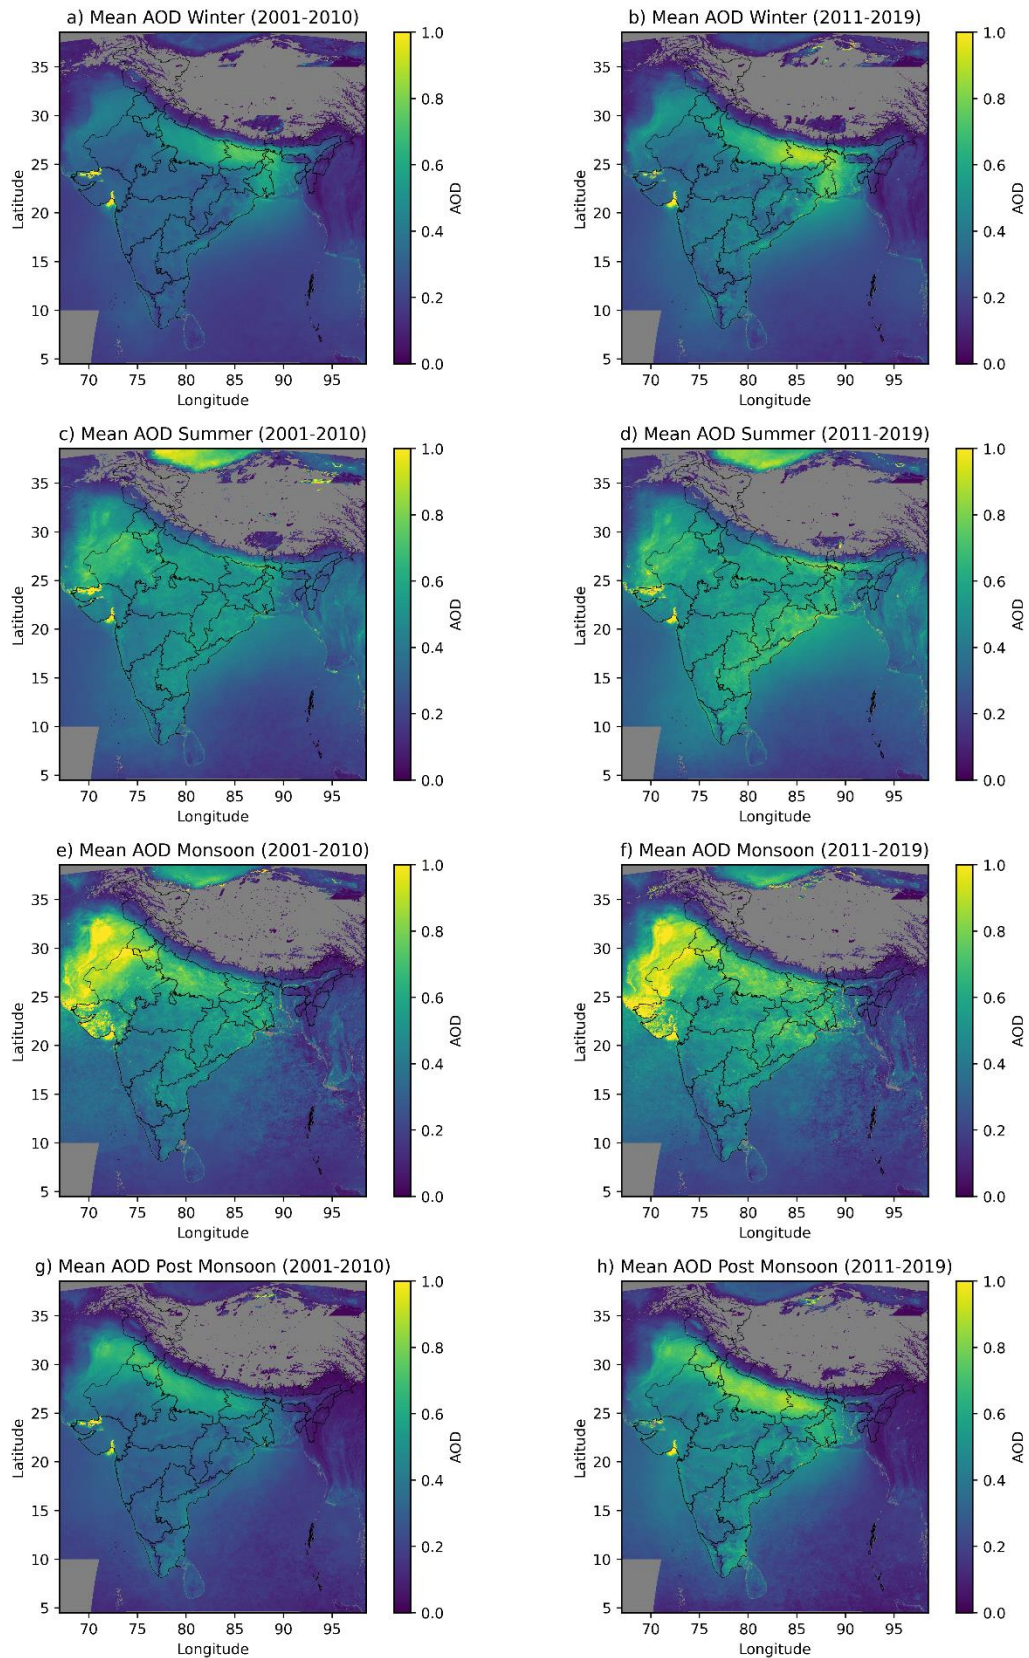 a) Mean AOD Winter (2001-2010)
35
30
25
20
15
10
5
Latitude
70 75 80 85 90 95
Longitude
1.0
0.8
0.6
0.4
0.2
0.0
AOD
b) Mean AOD Winter (2011-2019)
35
30
25
20
15
10
5
Latitude
70 75 80 85 90 95
Longitude
1.0
0.8
0.6
0.4
0.2
0.0
AOD
c) Mean AOD Summer (2001-2010)
35
30
25
20
15
10
5
Latitude
70 75 80 85 90 95
Longitude
1.0
0.8
0.6
0.4
0.2
0.0
AOD
d) Mean AOD Summer (2011-2019)
35
30
25
20
15
10
5
Latitude
70 75 80 85 90 95
Longitude
1.0
0.8
0.6
0.4
0.2
0.0
AOD
e) Mean AOD Monsoon (2001-2010)
35
30
25
20
15
10
5
Latitude
70 75 80 85 90 95
Longitude
1.0
0.8
0.6
0.4
0.2
0.0
AOD
f) Mean AOD Monsoon (2011-2019)
35
30
25
20
15
10
5
Latitude
70 75 80 85 90 95
Longitude
1.0
0.8
0.6
0.4
0.2
0.0
AOD
g) Mean AOD Post Monsoon (2001-2010)
35
30
25
20
15
10
5
Latitude
70 75 80 85 90 95
Longitude
1.0
0.8
0.6
0.4
0.2
0.0
AOD
h) Mean AOD Post Monsoon (2011-2019)
35
30
25
20
15
10
5
Latitude
70 75 80 85 90 95
Longitude
1.0
0.8
0.6
0.4
0.2
0.0
AOD